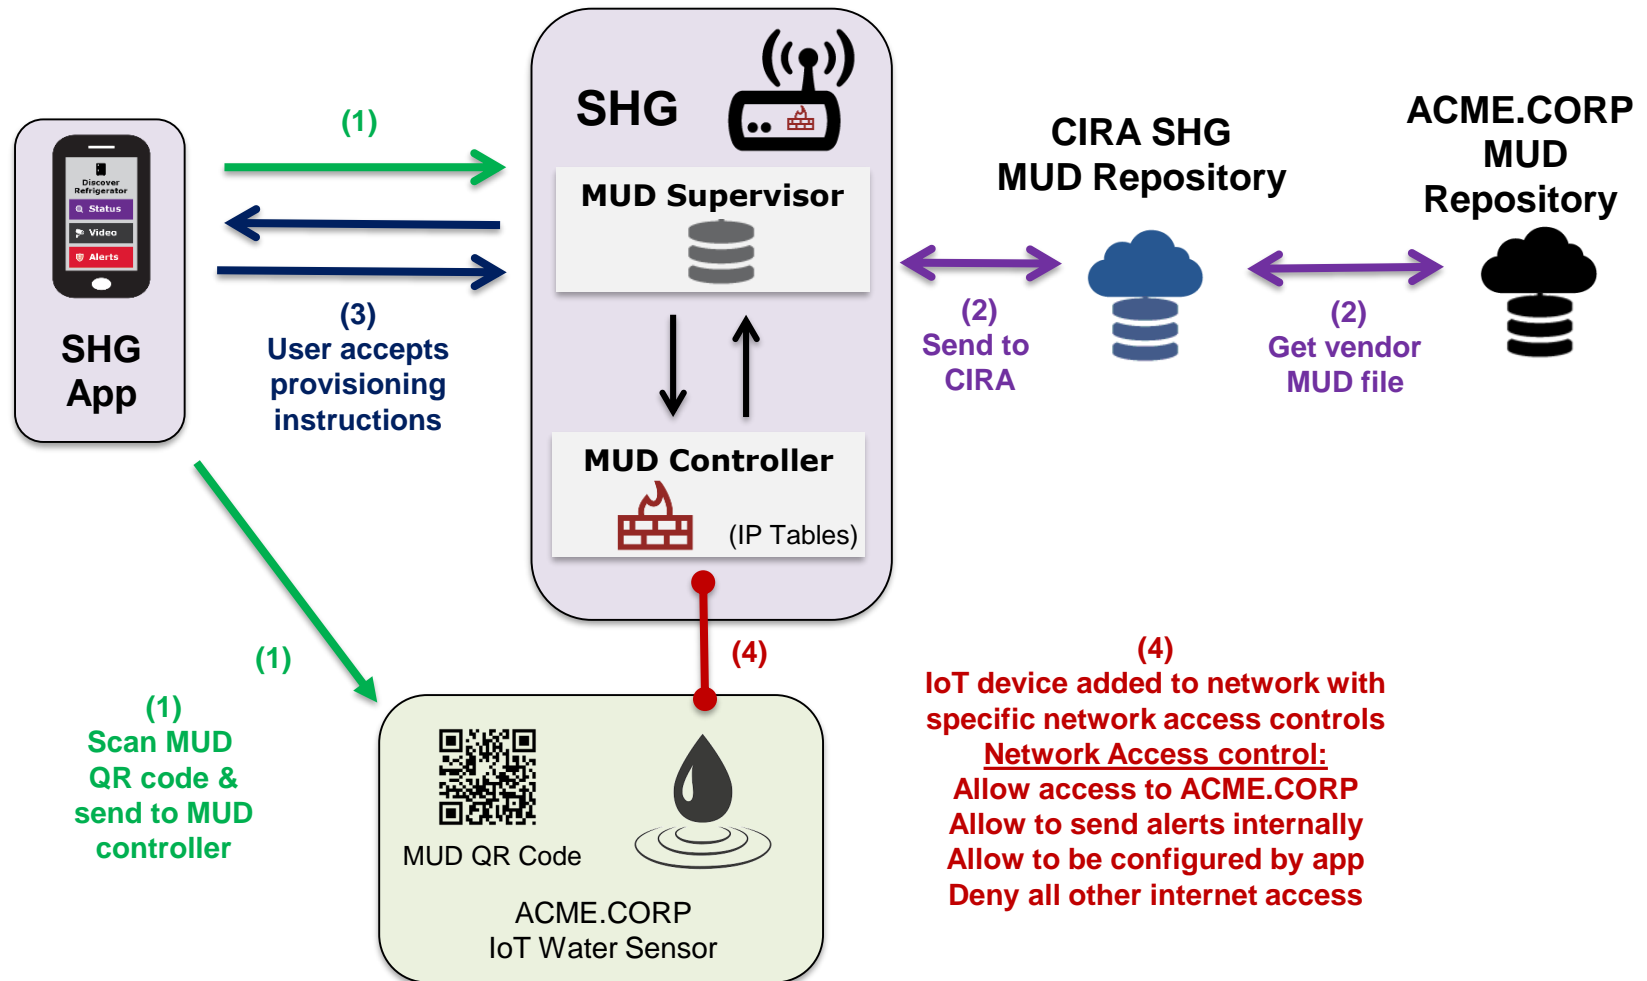 SHG
(1)
CIRA SHG
MUD Repository
ACME.CORP
MUD
Repository
Discover
Refrigerator
Status
Video
Alerts
SHG
App
MUD Supervisor
(3)
User accepts
provisioning
instructions
(2)
Send to
CIRA
(2)
Get vendor
MUD file
MUD Controller
(IP Tables)
(1)
(4)
(1)
Scan MUD
QR code &
send to MUD
controller
MUD QR Code
ACME.CORP
IoT Water Sensor
(4)
IoT device added to network with
specific network access controls
Network Access control:
Allow access to ACME.CORP
Allow to send alerts internally
Allow to be configured by app
Deny all other internet access